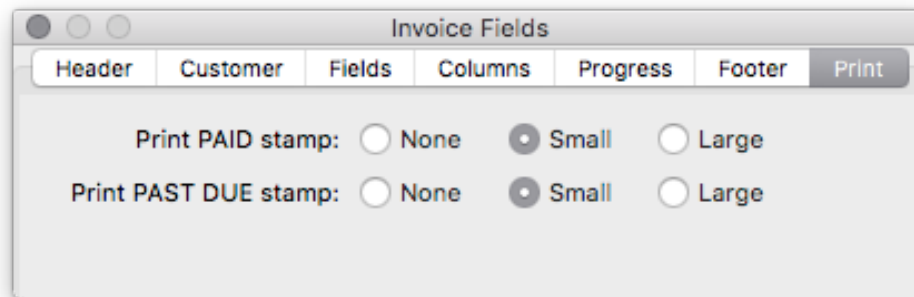 Invoice Fields
Header Customer Fields Columns Progress Footer Print
Print PAID stamp: None Small Large
Print PAST DUE stamp: None Small Large